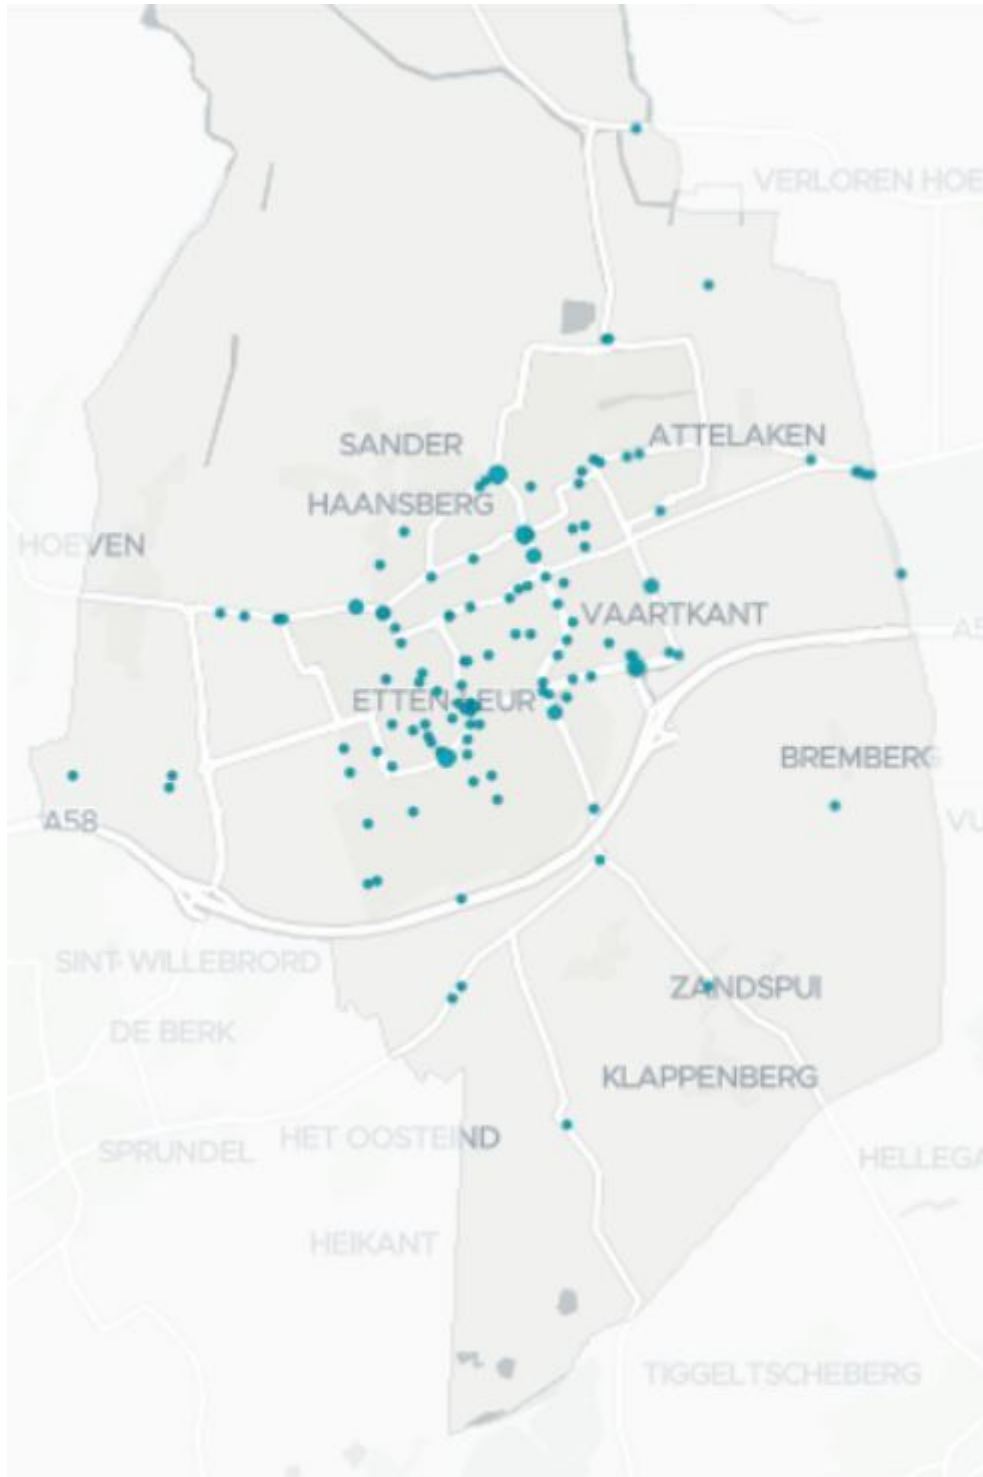 VERLOREN HOE
SANDER
ATTELAKEN
HAANSBERG
HOEVEN
VAARTKANT
A5
ETTEN-LEUR
BREMBERG
A58
VU
SINT WILLEBRORD
ZANDSPUI
DE BERK
KLAPPENBERG
HET OOSTEIND
SPRUNDEL
HELLEGA
HEIKANT
TIGGELTSCHEBERG